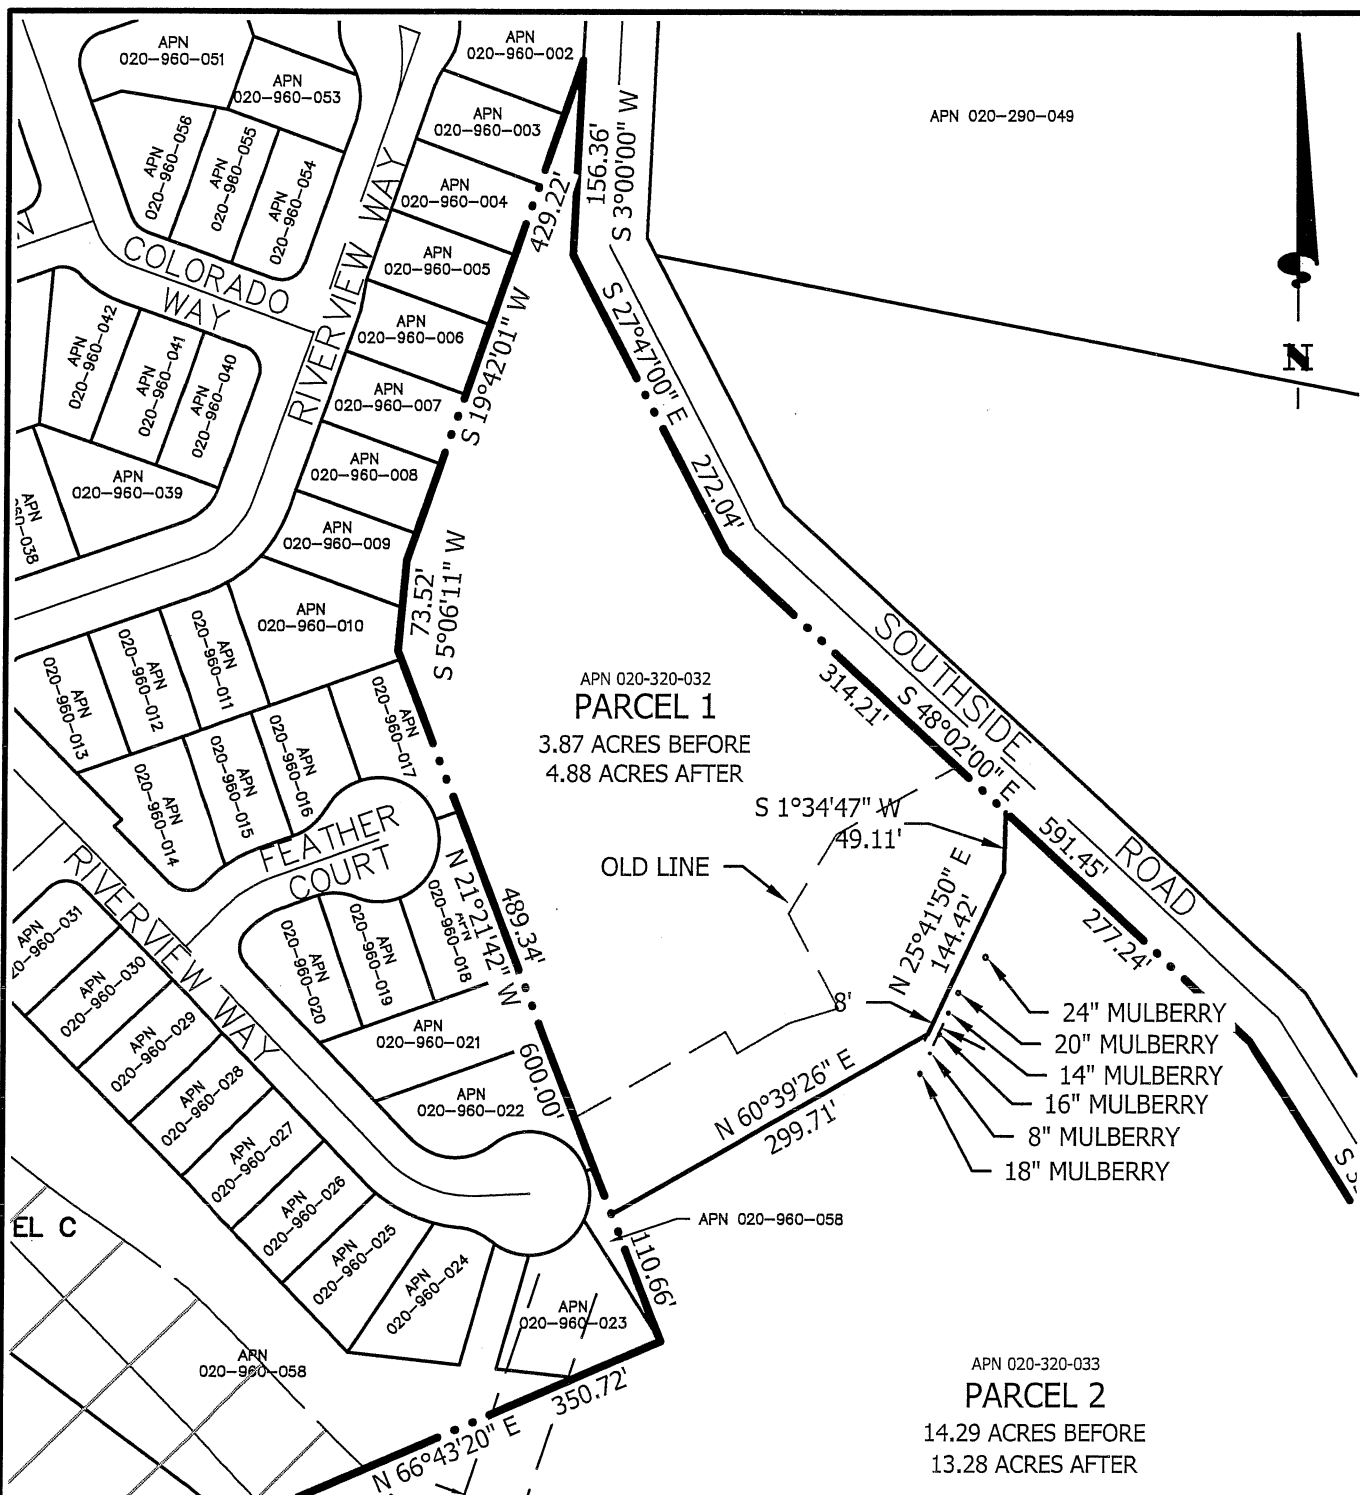 APN
020-960-051
APN
020-960-053
APN
020-960-056
APN
020-980-055
APN
020-960-054
APN
020-960-002
APN
020-960-003
APN
020-960-004
APN
020-960-005
APN
020-960-006
APN
020-960-007
APN
020-960-008
APN
020-960-009
APN
020-960-010
COLORADO
WAY
RIVERVIEW WAY
APN
020-960-042
APN
020-960-041
APN
020-960-040
APN
020-960-039
APN
60-038
429.22'
S 19°42'01" W
156.36'
S 3°00'00" W
APN 020-290-049
N
S 27°47'00" E
272.04'
73.52'
S 5°06'11" W
APN
020-960-011
APN
020-960-012
APN
020-960-013
APN
020-960-014
APN
020-960-015
APN
020-960-016
APN
020-960-017
APN 020-320-032
PARCEL 1
3.87 ACRES BEFORE
4.88 ACRES AFTER
314.21'
S 48°02'00" E
591.45'
277.24'
SOUTHSIDE
ROAD
S 1°34'47" W
49.11'
OLD LINE
FEATHER
COURT
N 21°21'42" W
489.34'
600.00'
APN
020-960-018
APN
020-960-019
APN
020-960-020
APN
020-960-021
APN
020-960-022
RIVERVIEW WAY
APN
20-960-031
APN
020-960-030
APN
020-960-029
APN
020-960-028
APN
020-960-027
APN
020-960-026
APN
020-960-025
APN
020-960-024
APN
020-960-023
N 25°41'50" E
144.42'
8'
N 60°39'26" E
299.71'
24" MULBERRY
20" MULBERRY
14" MULBERRY
16" MULBERRY
8" MULBERRY
18" MULBERRY
APN 020-960-058
110.66'
EL C
APN
020-960-058
350.72'
N 66°43'20" E
APN 020-320-033
PARCEL 2
14.29 ACRES BEFORE
13.28 ACRES AFTER